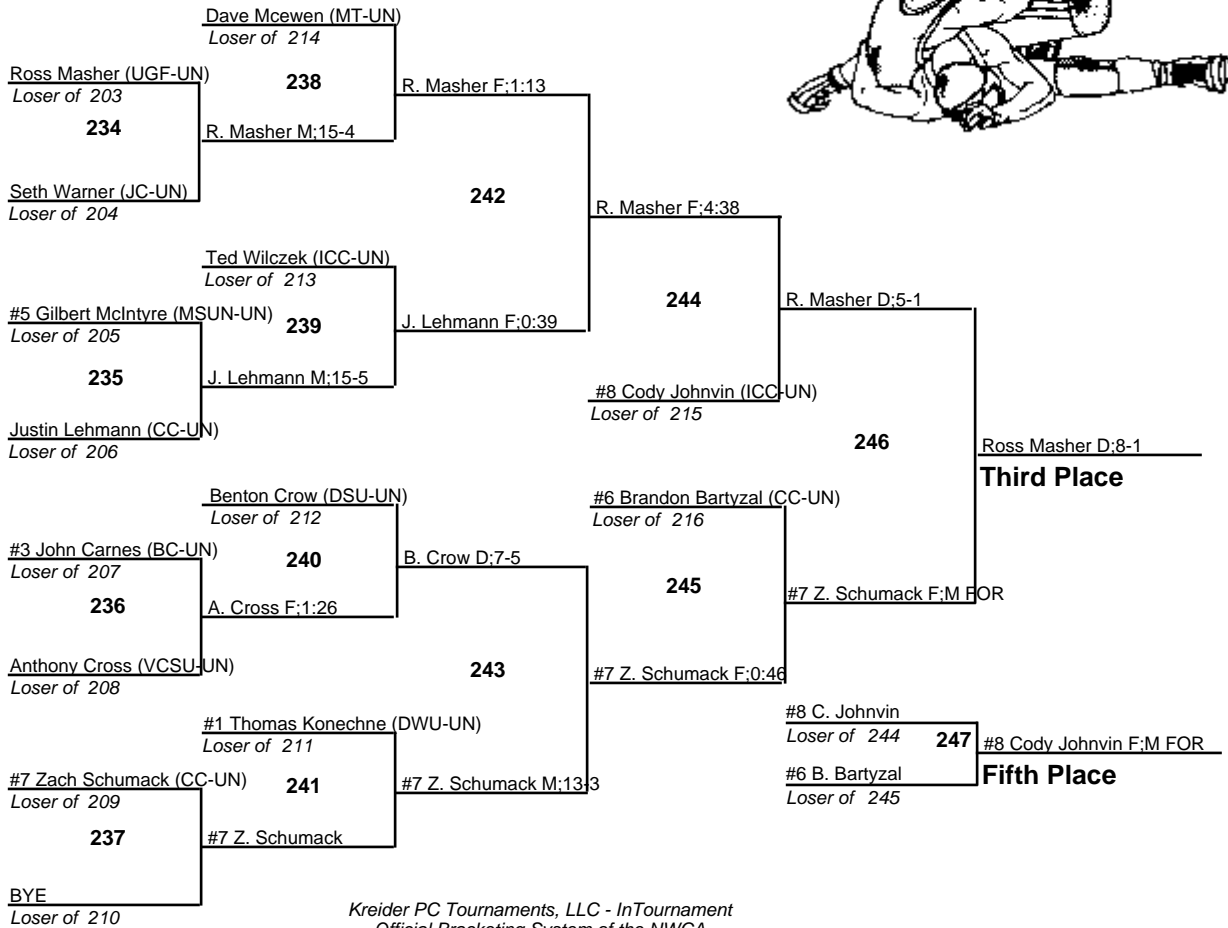 Dave Mcewen (MT-UN)
Loser of 214
Ross Masher (UGF-UN)
Loser of 203
238
R. Masher F;1:13
234
R. Masher M;15-4
Seth Warner (JC-UN)
Loser of 204
242
R. Masher F;4:38
Ted Wilczek (ICC-UN)
Loser of 213
#5 Gilbert McIntyre (MSUN-UN)
Loser of 205
239
J. Lehmann F;0:39
244
R. Masher D;5-1
235
J. Lehmann M;15-5
#8 Cody Johnvin (ICC-UN)
Loser of 215
Justin Lehmann (CC-UN)
Loser of 206
246
Ross Masher D;8-1
Third Place
Benton Crow (DSU-UN)
Loser of 212
#6 Brandon Bartyzal (CC-UN)
Loser of 216
#3 John Carnes (BC-UN)
Loser of 207
240
B. Crow D;7-5
245
#7 Z. Schumack F;M FOR
236
A. Cross F;1:26
Anthony Cross (VCSU-UN)
Loser of 208
243
#7 Z. Schumack F;0:46
#1 Thomas Konechne (DWU-UN)
Loser of 211
#8 C. Johnvin
Loser of 244
247
#8 Cody Johnvin F;M FOR
Fifth Place
#7 Zach Schumack (CC-UN)
Loser of 209
241
#7 Z. Schumack M;13-3
#6 B. Bartyzal
Loser of 245
237
#7 Z. Schumack
BYE
Loser of 210
Kreider PC Tournaments, LLC - InTournament
Official Bracketing System of the NWCA